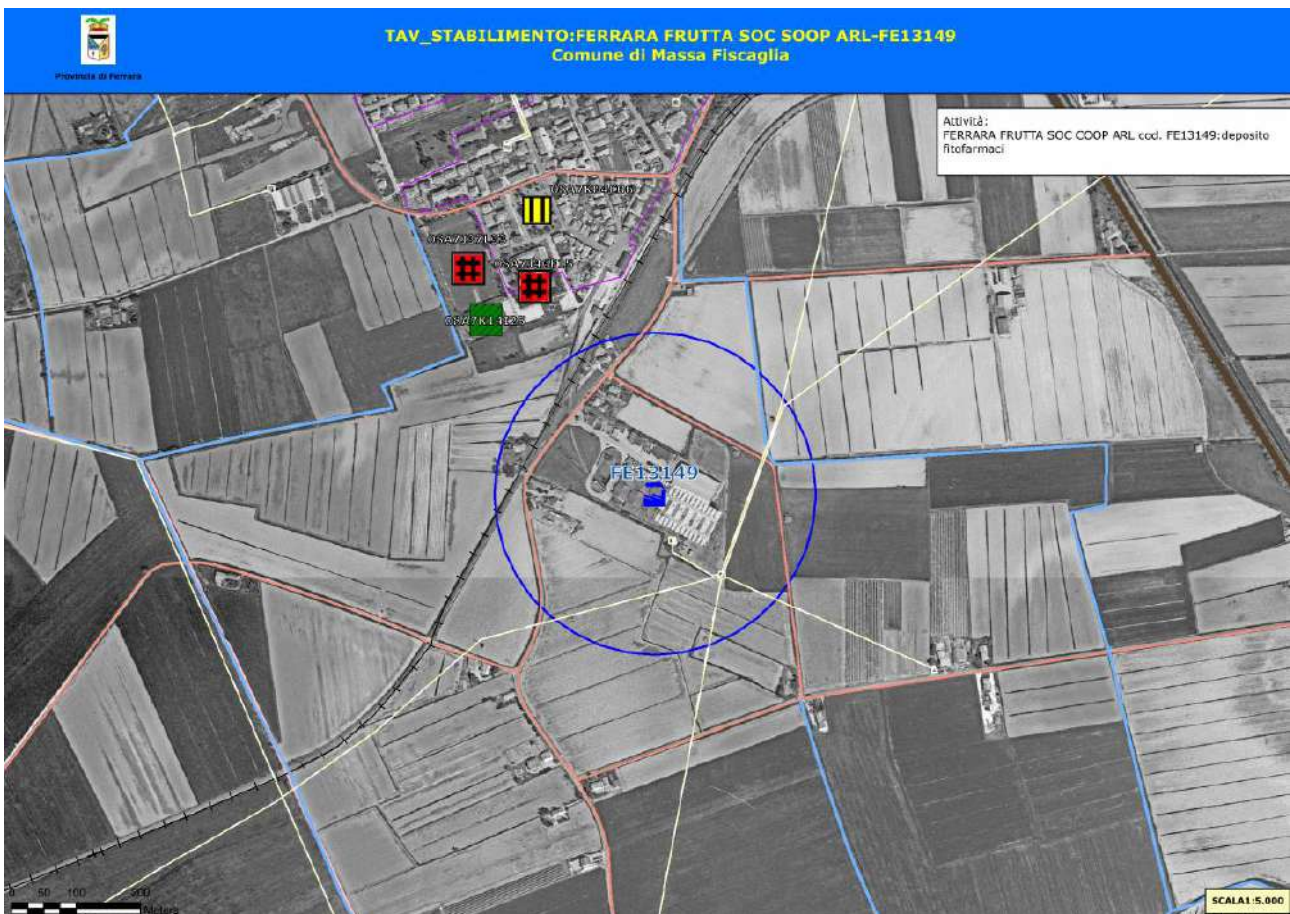 TAV_STABILIMENTO:FERRARA FRUTTA SOC SOOP ARL-FE13149
Comune di Massa Fiscaglia
Provincia di Ferrara
Attività:
FERRARA FRUTTA SOC COOP ARL cod. FE13149:deposito
fitofarmaci
FE13149
0 50 100 200
Meters
SCALA1:5.000